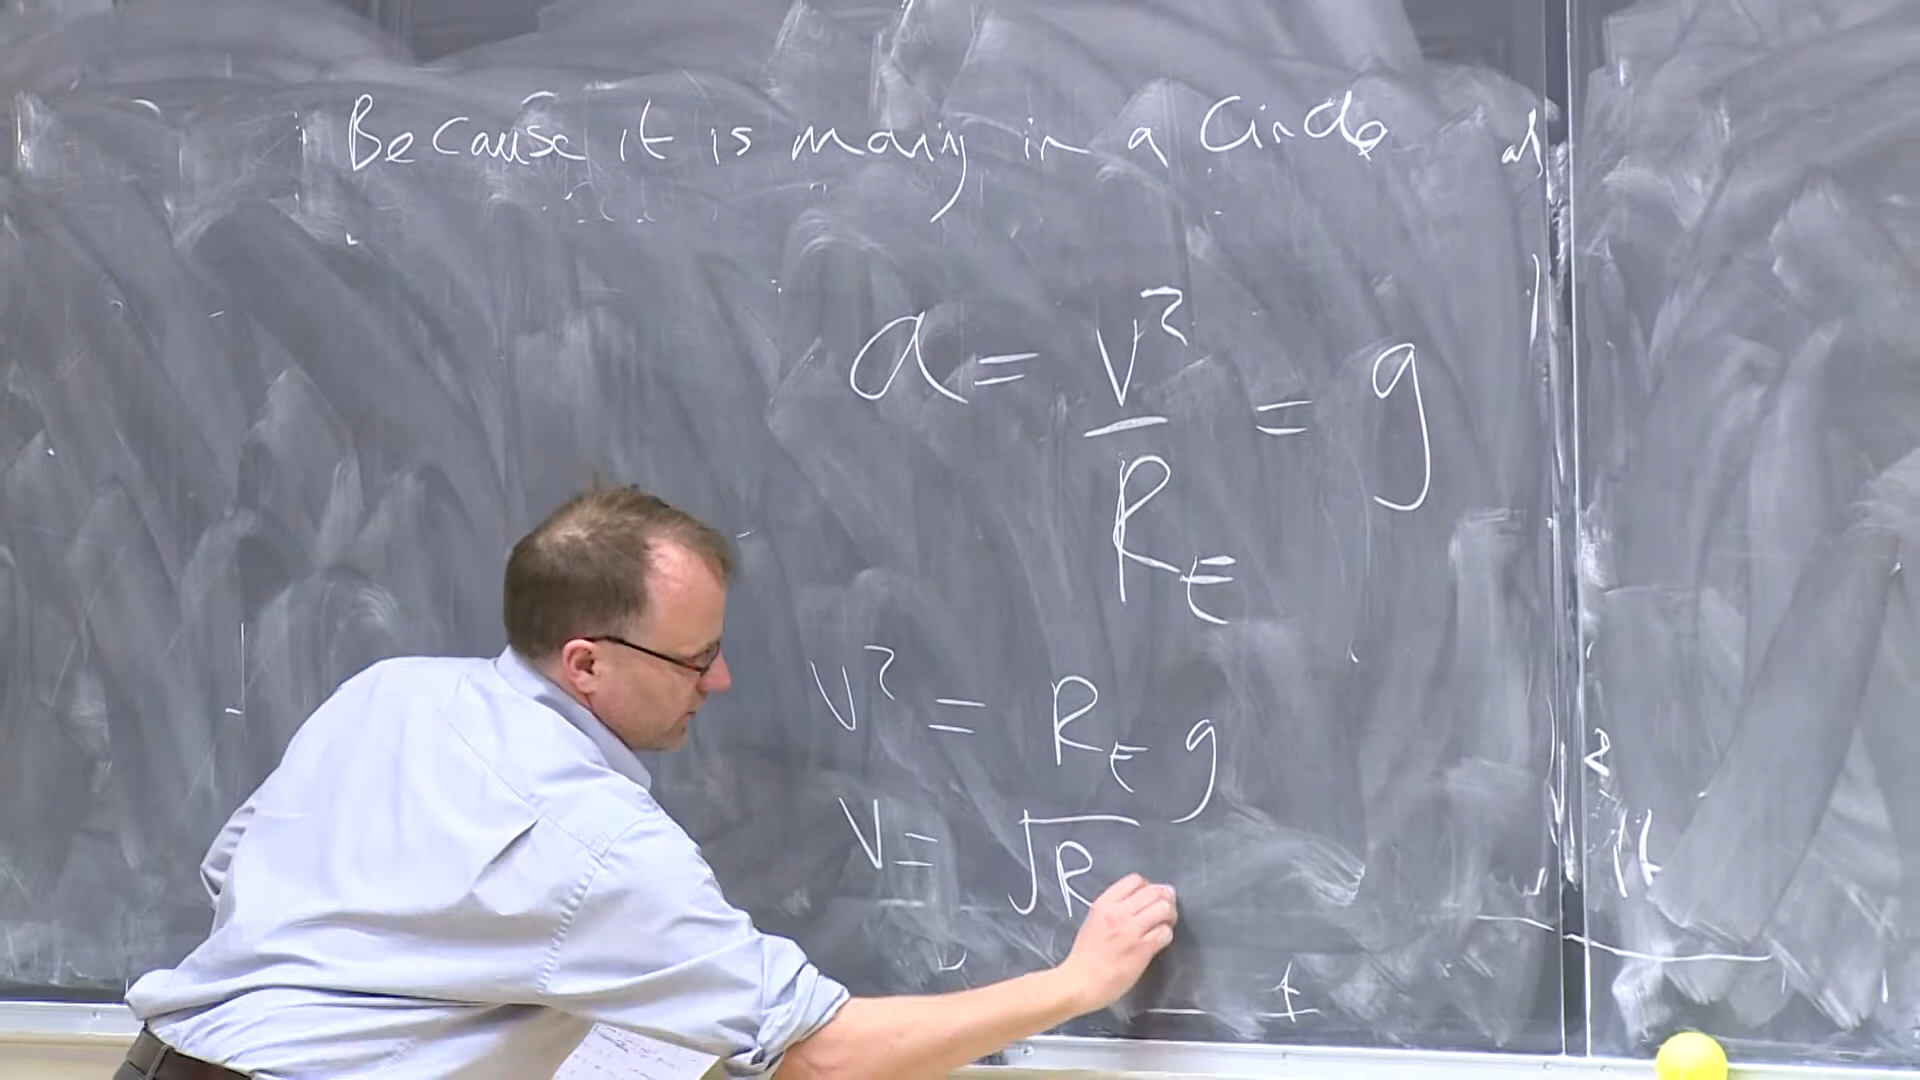 Because it is moving in a Circle
a = v²/R_E = g
v² = R_E g
v = √R